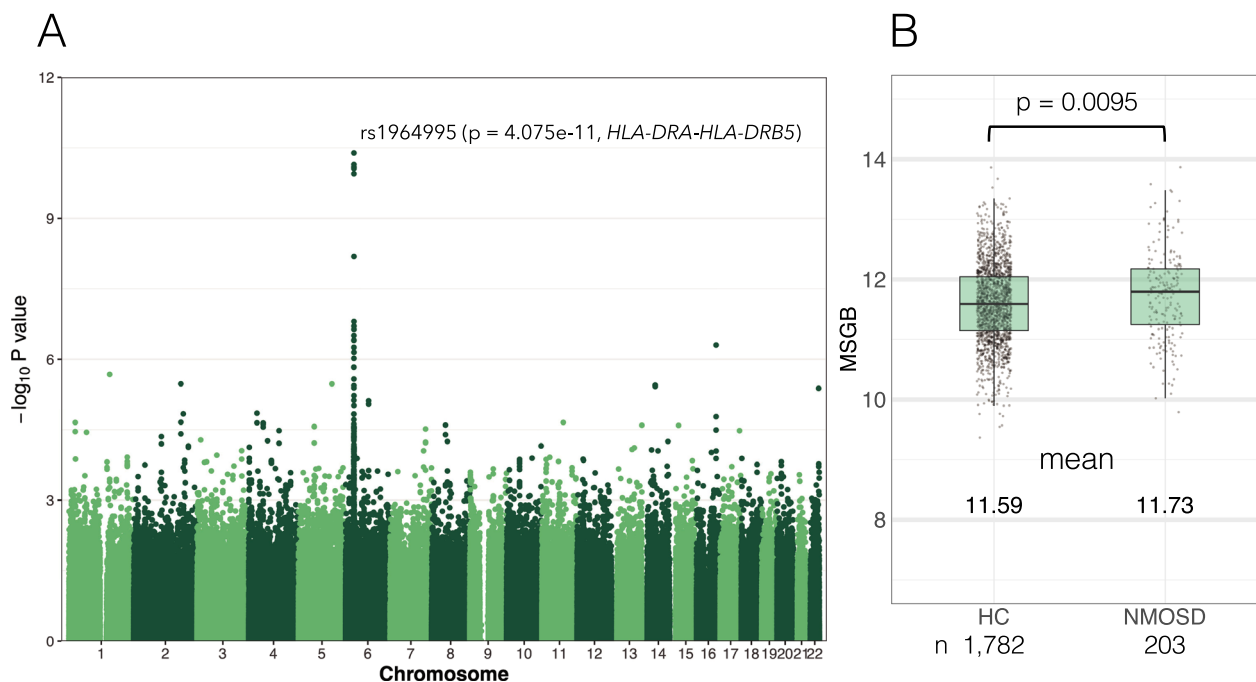 A
12
9
6
3
0
−log10 P value
rs1964995 (p = 4.075e-11, HLA-DRA-HLA-DRB5)
1 2 3 4 5 6 7 8 9 10 11 12 13 14 15 16 17 18 19 20 21 22
Chromosome
B
p = 0.0095
14
12
10
8
MSGB
mean
11.59 11.73
HC NMOSD
n 1,782 203